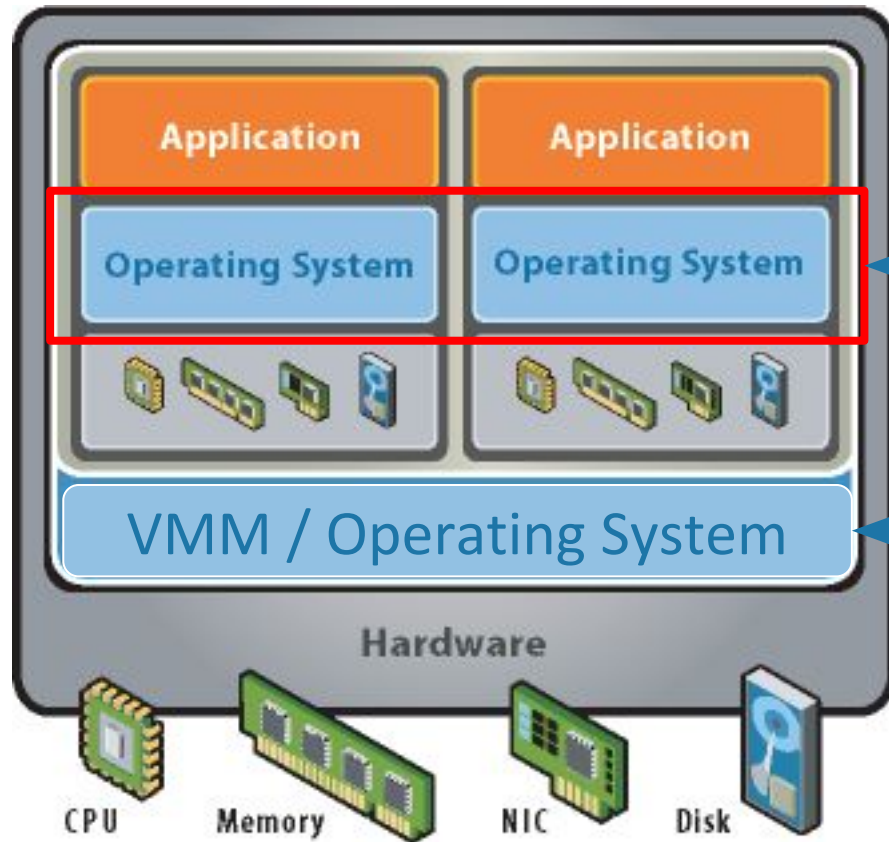 Application
Application
Operating System
Operating System
VMM / Operating System
Hardware
CPU
Memory
NIC
Disk